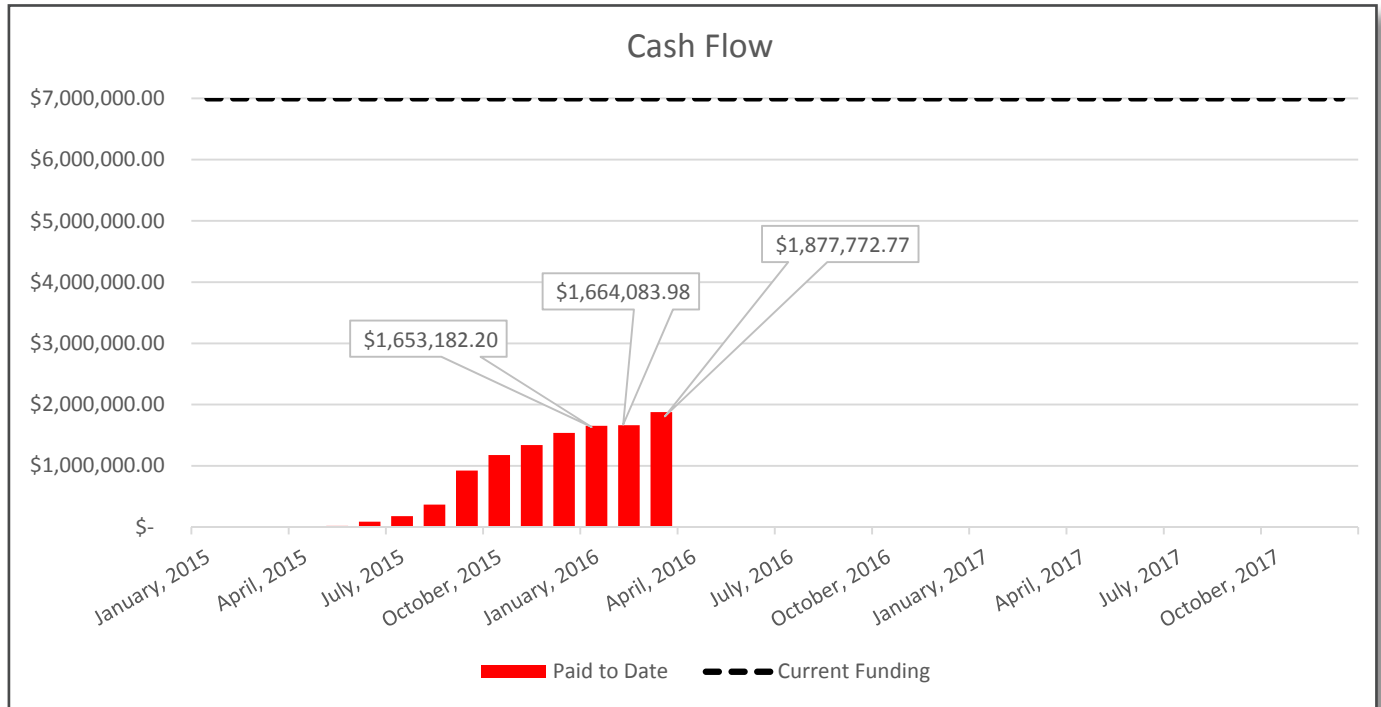 Cash Flow
$7,000,000.00
$6,000,000.00
$5,000,000.00
$4,000,000.00
$3,000,000.00
$2,000,000.00
$1,000,000.00
$-
$1,653,182.20
$1,664,083.98
$1,877,772.77
January, 2015
April, 2015
July, 2015
October, 2015
January, 2016
April, 2016
July, 2016
October, 2016
January, 2017
April, 2017
July, 2017
October, 2017
Paid to Date
Current Funding